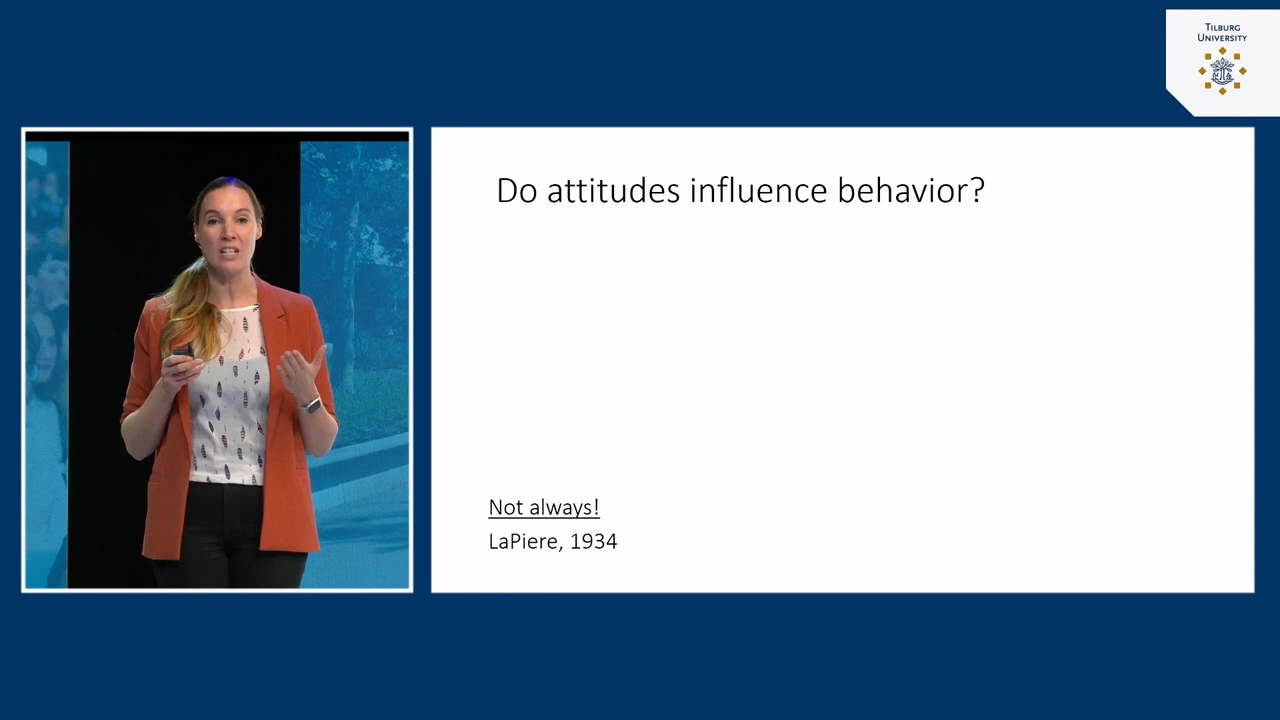 TILBURG
UNIVERSITY
Do attitudes influence behavior?
Not always!
LaPiere, 1934